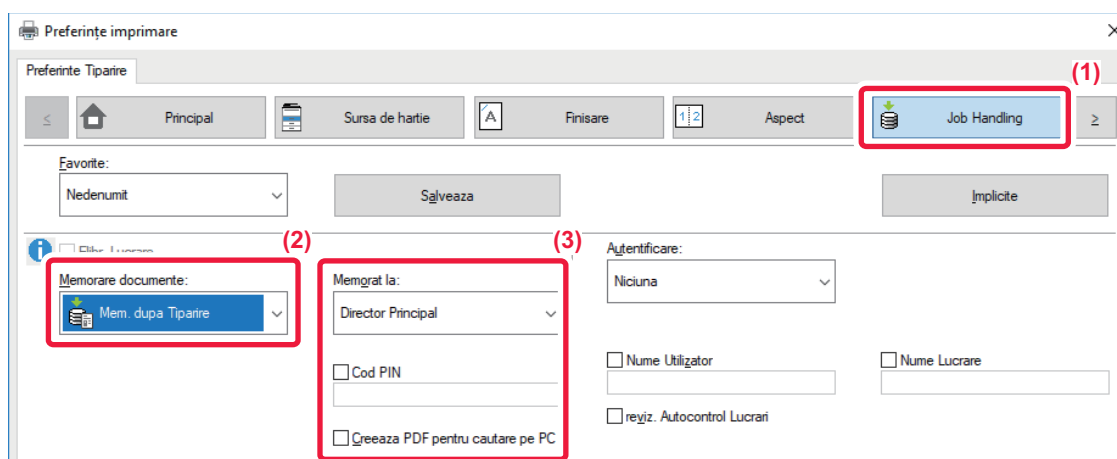 Preferințe imprimare
Preferinte Tiparire
(1)
<
Principal
Sursa de hartie
A
Finisare
1 2
Aspect
Job Handling
>
Favorite:
Nedenumit
Salveaza
Implicite
(2)
(3)
Autentificare:
Niciuna
Memorare documente:
Mem. dupa Tiparire
Memorat la:
Director Principal
Cod PIN
Nume Utilizator
Nume Lucrare
reviz. Autocontrol Lucrari
Creeaza PDF pentru cautare pe PC